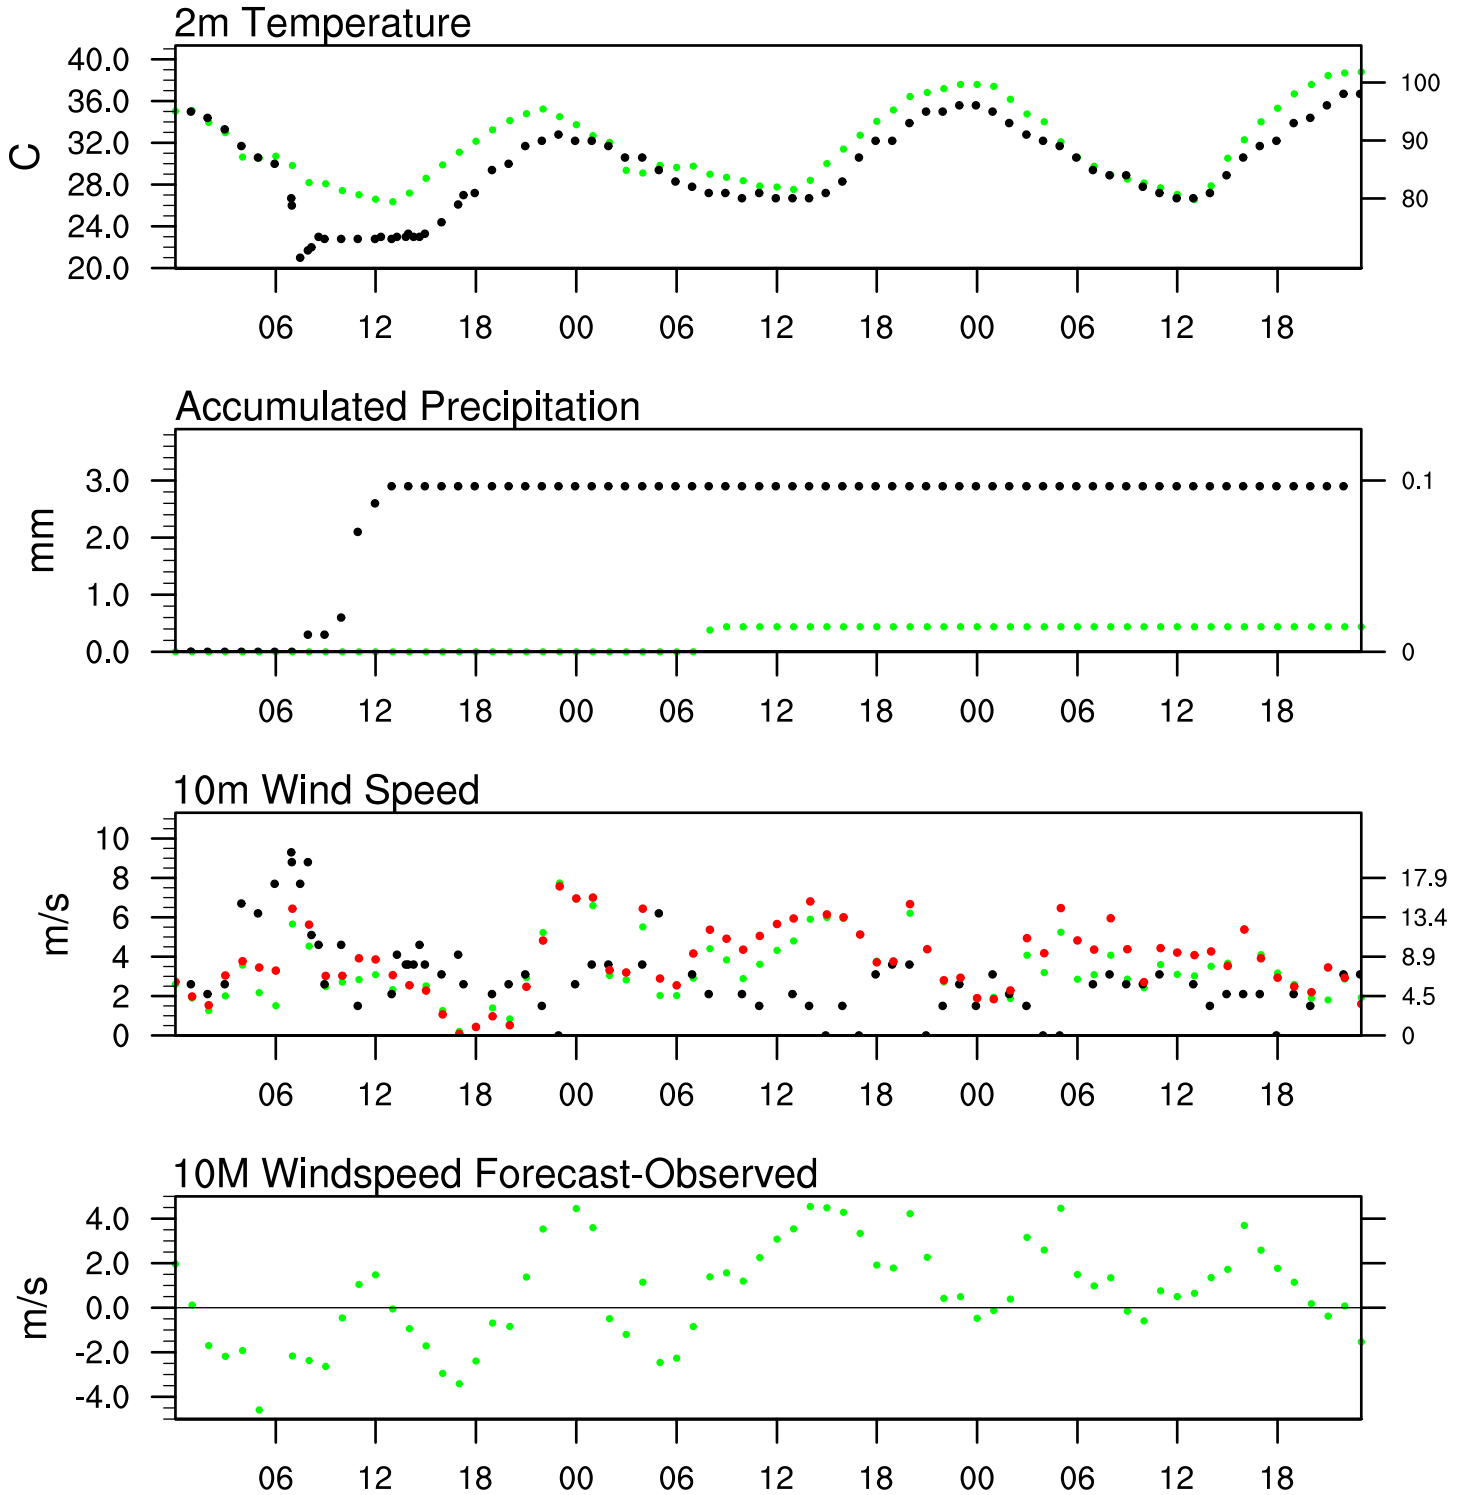 2m Temperature
40.0
36.0
32.0
28.0
24.0
20.0
C
100
90
80
06 12 18 00 06 12 18 00 06 12 18
Accumulated Precipitation
3.0
2.0
1.0
0.0
mm
0.1
0
06 12 18 00 06 12 18 00 06 12 18
10m Wind Speed
10
8
6
4
2
0
m/s
17.9
13.4
8.9
4.5
0
06 12 18 00 06 12 18 00 06 12 18
10M Windspeed Forecast-Observed
4.0
2.0
0.0
-2.0
-4.0
m/s
06 12 18 00 06 12 18 00 06 12 18